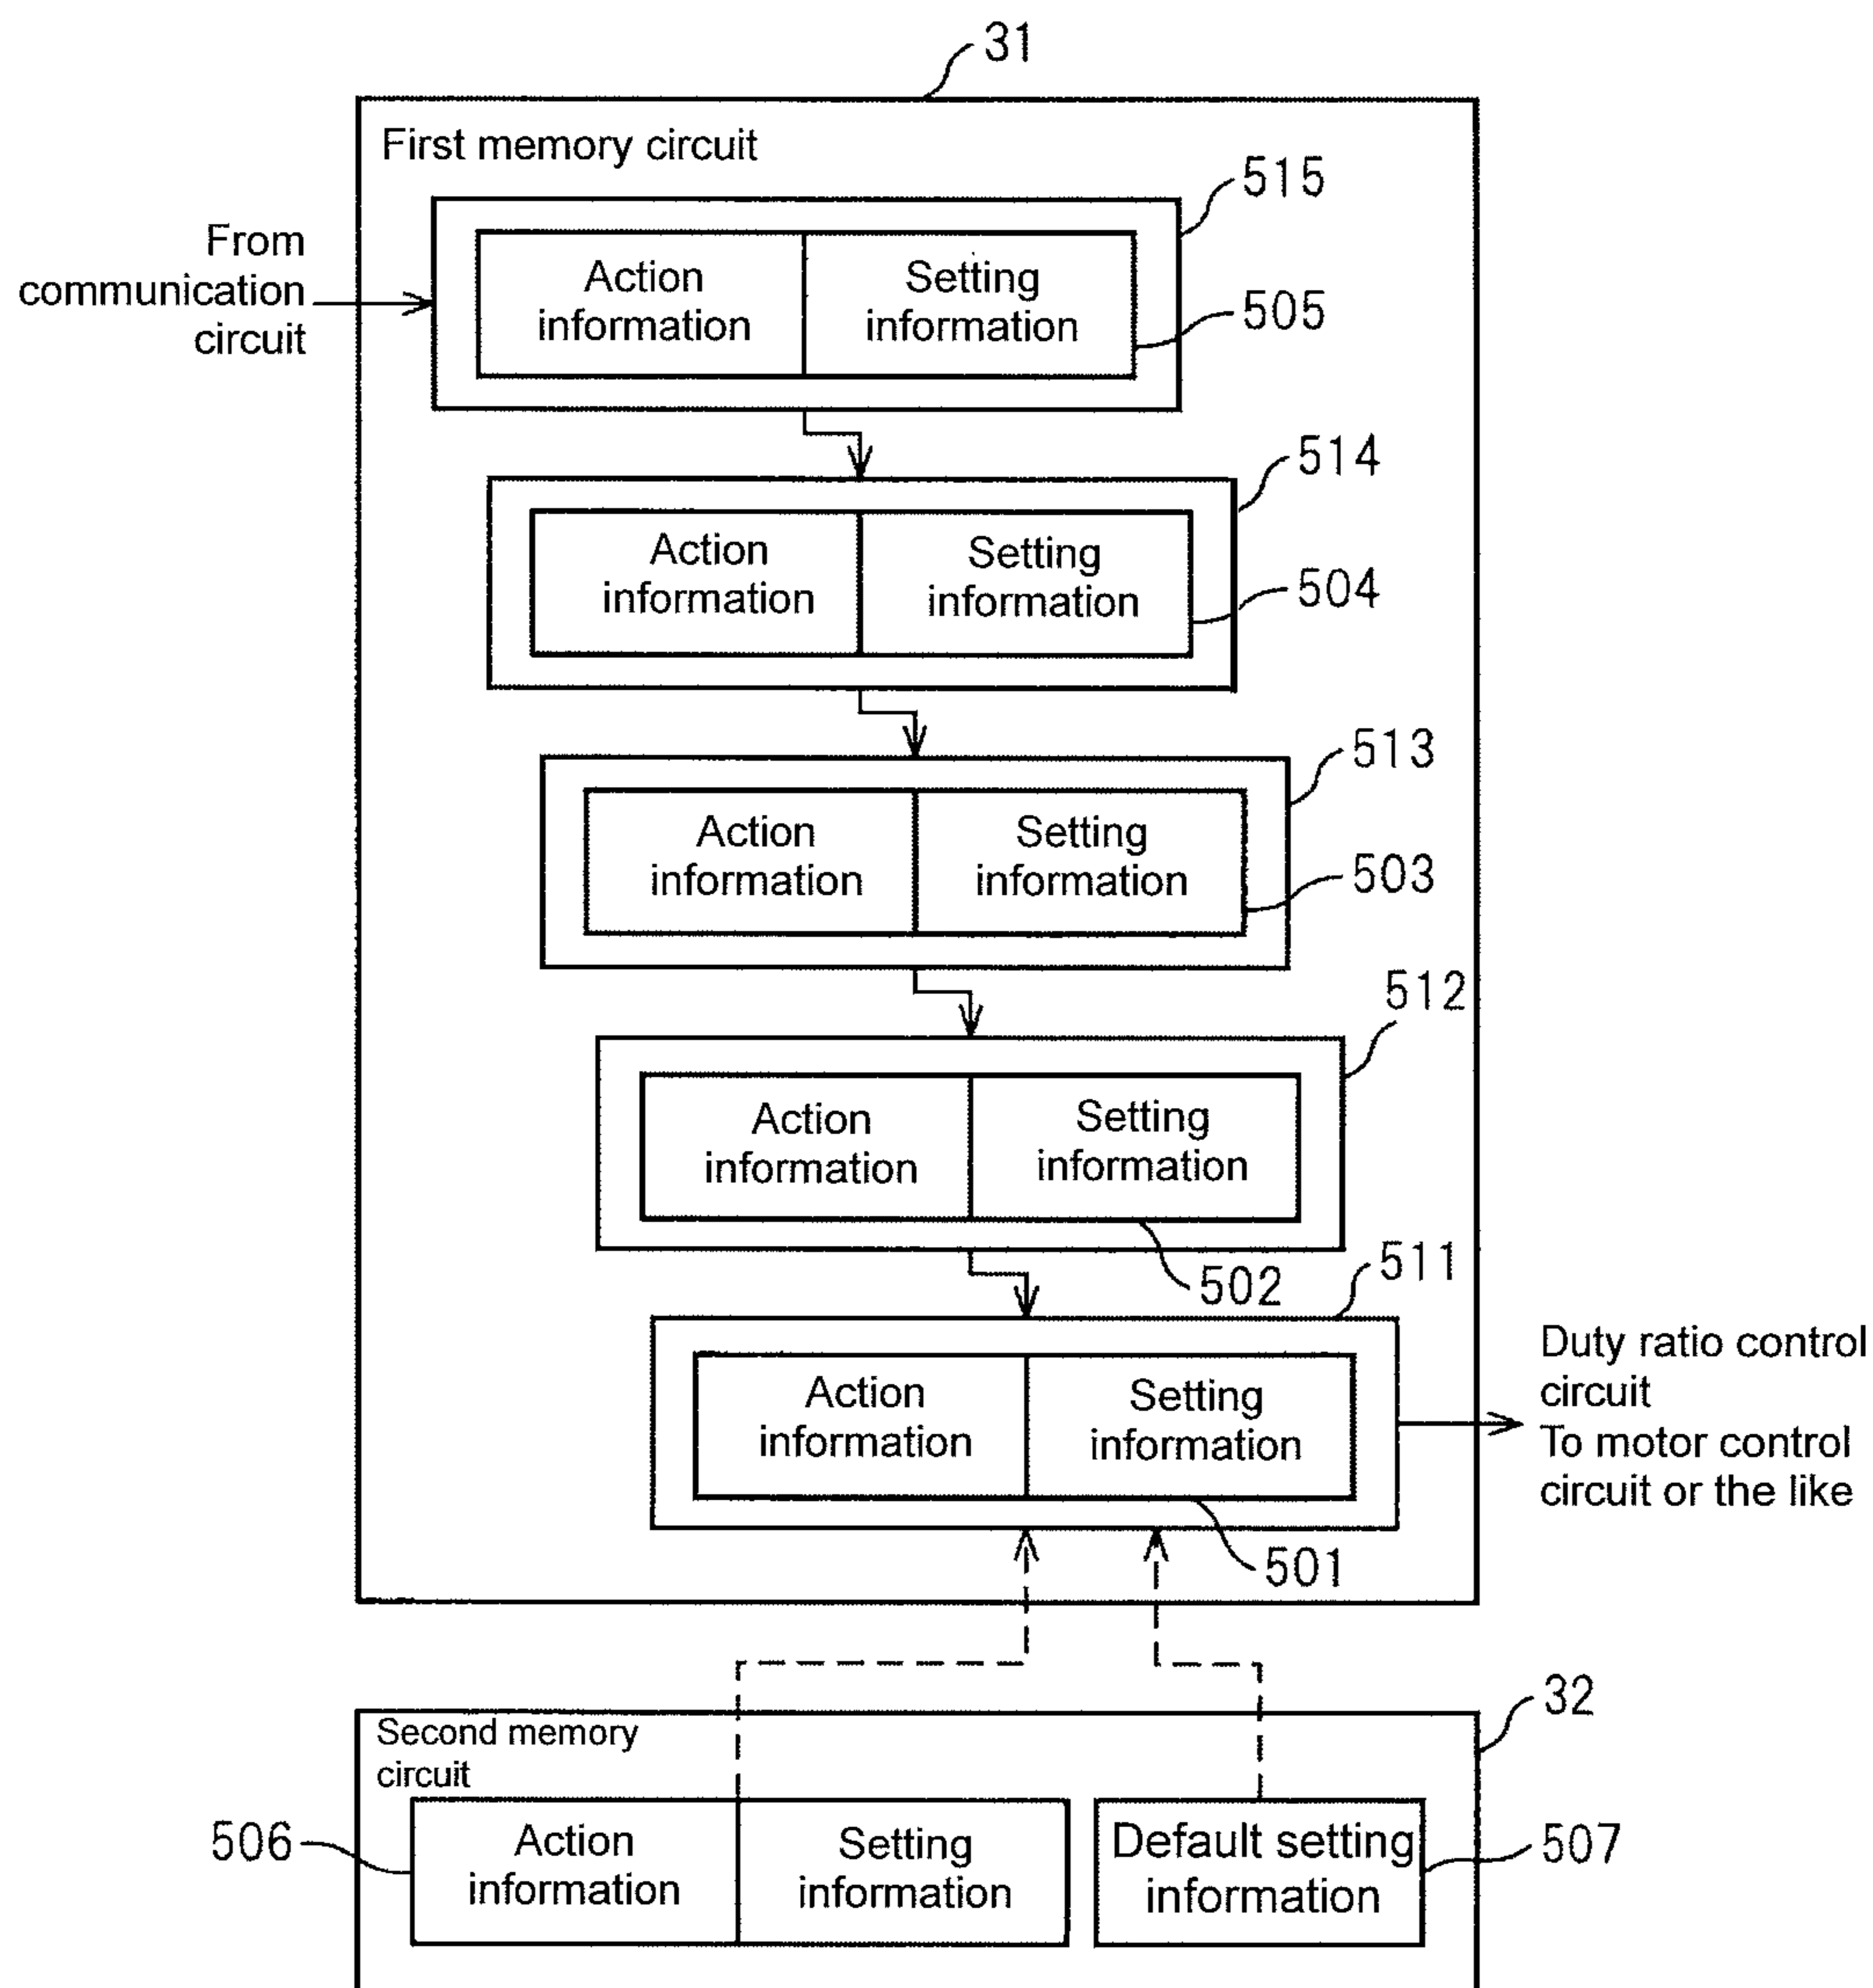 31
First memory circuit
515
From
communication
circuit
Action
information
Setting
information
505
514
Action
information
Setting
information
504
513
Action
information
Setting
information
503
512
Action
information
Setting
information
502
511
Action
information
Setting
information
Duty ratio control
circuit
To motor control
circuit or the like
501
32
Second memory
circuit
506
Action
information
Setting
information
Default setting
information
507